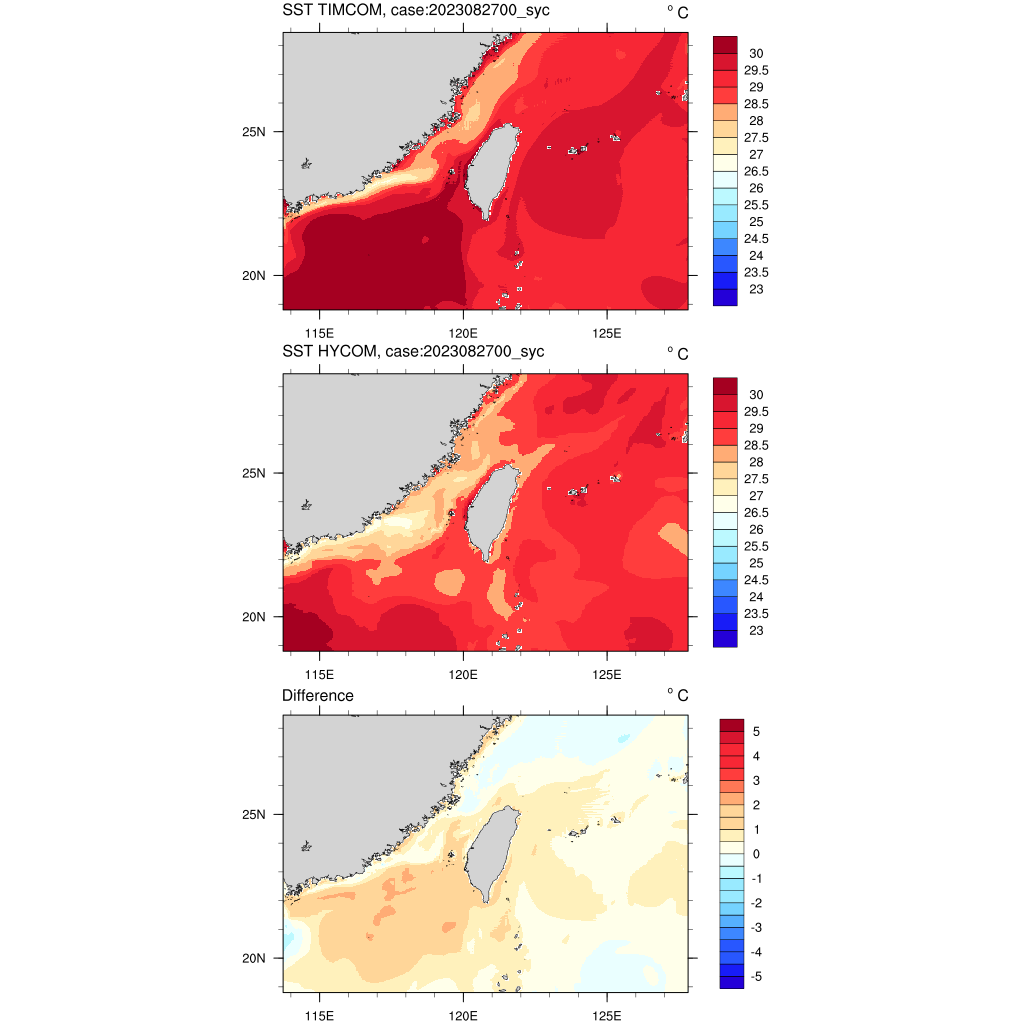 SST TIMCOM, case:2023082700_syc
° C
30
29.5
29
28.5
28
27.5
27
26.5
26
25.5
25
24.5
24
23.5
23
25N
20N
115E
120E
125E
SST HYCOM, case:2023082700_syc
° C
30
29.5
29
28.5
28
27.5
27
26.5
26
25.5
25
24.5
24
23.5
23
25N
20N
115E
120E
125E
Difference
° C
5
4
3
2
1
0
-1
-2
-3
-4
-5
25N
20N
115E
120E
125E